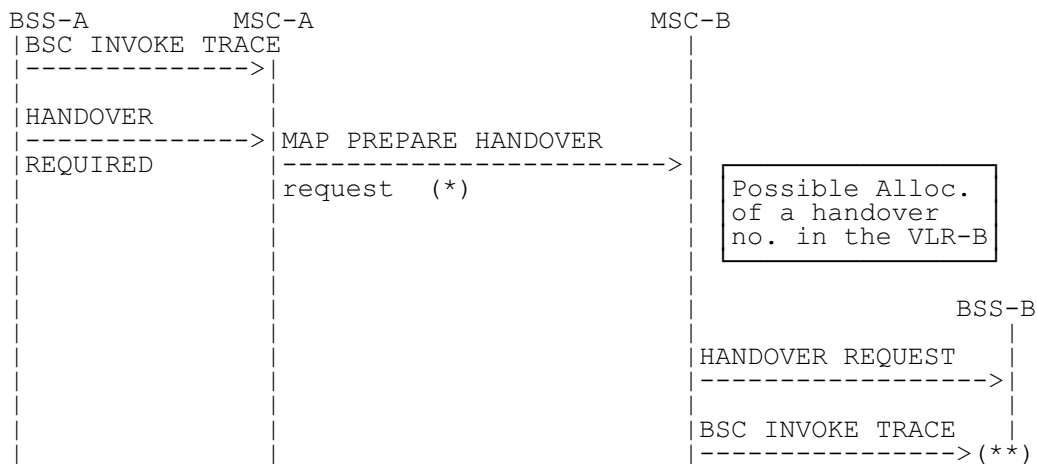 BSS-A MSC-A MSC-B
BSC INVOKE TRACE
HANDOVER
MAP PREPARE HANDOVER
REQUIRED
request (*)
Possible Alloc.
of a handover
no. in the VLR-B
BSS-B
HANDOVER REQUEST
BSC INVOKE TRACE
(**)